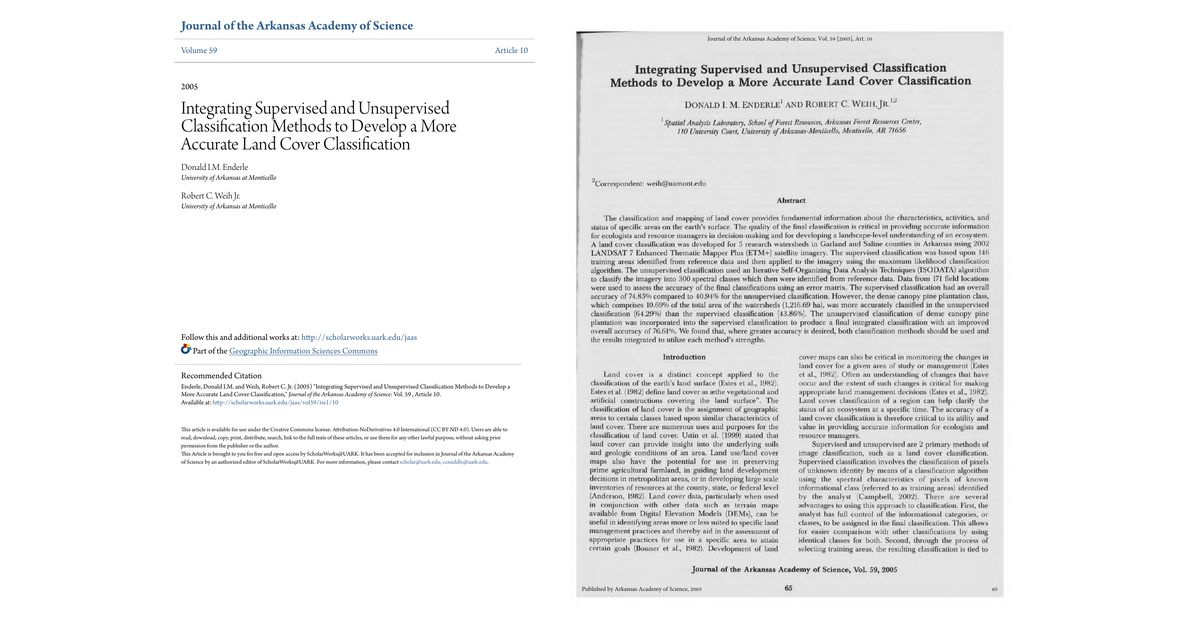 Journal of the Arkansas Academy of Science
Volume 59
Article 10
2005
Integrating Supervised and Unsupervised
Classification Methods to Develop a More
Accurate Land Cover Classification
Donald I.M. Enderle
University of Arkansas at Monticello
Robert C. Weih Jr.
University of Arkansas at Monticello
Follow this and additional works at: http://scholarworks.uark.edu/jaas
Part of the Geographic Information Sciences Commons
Recommended Citation
Enderle, Donald I.M. and Weih, Robert C. Jr. (2005) "Integrating Supervised and Unsupervised Classification Methods to Develop a
More Accurate Land Cover Classification," Journal of the Arkansas Academy of Science: Vol. 59 , Article 10.
Available at: http://scholarworks.uark.edu/jaas/vol59/iss1/10
This article is available for use under the Creative Commons license: Attribution-NoDerivatives 4.0 International (CC BY-ND 4.0). Users are able to
read, download, copy, print, distribute, search, link to the full texts of these articles, or use them for any other lawful purpose, without asking prior
permission from the publisher or the author.
This Article is brought to you for free and open access by ScholarWorks@UARK. It has been accepted for inclusion in Journal of the Arkansas Academy
of Science by an authorized editor of ScholarWorks@UARK. For more information, please contact scholar@uark.edu, ccmiddle@uark.edu.
Journal of the Arkansas Academy of Science, Vol. 59 [2005], Art. 10
Integrating Supervised and Unsupervised Classification
Methods to Develop a More Accurate Land Cover Classification
DONALD I. M. ENDERLE1 AND ROBERT C. WEIH, JR.1,2
1Spatial Analysis Laboratory, School of Forest Resources, Arkansas Forest Resources Center,
110 University Court, University of Arkansas-Monticello, Monticello, AR 71656
2Correspondent: weih@uamont.edu
Abstract
The classification and mapping of land cover provides fundamental information about the characteristics, activities, and
status of specific areas on the earth's surface. The quality of the final classification is critical in providing accurate information
for ecologists and resource managers in decision-making and for developing a landscape-level understanding of an ecosystem.
A land cover classification was developed for 5 research watersheds in Garland and Saline counties in Arkansas using 2002
LANDSAT 7 Enhanced Thematic Mapper Plus (ETM+) satellite imagery. The supervised classification was based upon 146
training areas identified from reference data and then applied to the imagery using the maximum likelihood classification
algorithm. The unsupervised classification used an Iterative Self-Organizing Data Analysis Techniques (ISODATA) algorithm
to classify the imagery into 300 spectral classes which then were identified from reference data. Data from 171 field locations
were used to assess the accuracy of the final classifications using an error matrix. The supervised classification had an overall
accuracy of 74.85% compared to 40.94% for the unsupervised classification. However, the dense canopy pine plantation class,
which comprises 10.69% of the total area of the watersheds (1,216.69 ha), was more accurately classified in the unsupervised
classification (64.29%) than the supervised classification (43.86%). The unsupervised classification of dense canopy pine
plantation was incorporated into the supervised classification to produce a final integrated classification with an improved
overall accuracy of 76.61%. We found that, where greater accuracy is desired, both classification methods should be used and
the results integrated to utilize each method's strengths.
Introduction
Land cover is a distinct concept applied to the
classification of the earth's land surface (Estes et al., 1982).
Estes et al. (1982) define land cover as æthe vegetational and
artificial constructions covering the land surface". The
classification of land cover is the assignment of geographic
areas to certain classes based upon similar characteristics of
land cover. There are numerous uses and purposes for the
classification of land cover. Ustin et al. (1999) stated that
land cover can provide insight into the underlying soils
and geologic conditions of an area. Land use/land cover
maps also have the potential for use in preserving
prime agricultural farmland, in guiding land development
decisions in metropolitan areas, or in developing large scale
inventories of resources at the county, state, or federal level
(Anderson, 1982). Land cover data, particularly when used
in conjunction with other data such as terrain maps
available from Digital Elevation Models (DEMs), can be
useful in identifying areas more or less suited to specific land
management practices and thereby aid in the assessment of
appropriate practices for use in a specific area to attain
certain goals (Bonner et al., 1982). Development of land
cover maps can also be critical in monitoring the changes in
land cover for a given area of study or management (Estes
et al., 1982). Often an understanding of changes that have
occur and the extent of such changes is critical for making
appropriate land management decisions (Estes et al., 1982).
Land cover classification of a region can help clarify the
status of an ecosystem at a specific time. The accuracy of a
land cover classification is therefore critical to its utility and
value in providing accurate information for ecologists and
resource managers.
Supervised and unsupervised are 2 primary methods of
image classification, such as a land cover classification.
Supervised classification involves the classification of pixels
of unknown identity by means of a classification algorithm
using the spectral characteristics of pixels of known
informational class (referred to as training areas) identified
by the analyst (Campbell, 2002). There are several
advantages to using this approach to classification. First, the
analyst has full control of the informational categories, or
classes, to be assigned in the final classification. This allows
for easier comparison with other classifications by using
identical classes for both. Second, through the process of
selecting training areas, the resulting classification is tied to
Journal of the Arkansas Academy of Science, Vol. 59, 2005
Published by Arkansas Academy of Science, 2005
65
65